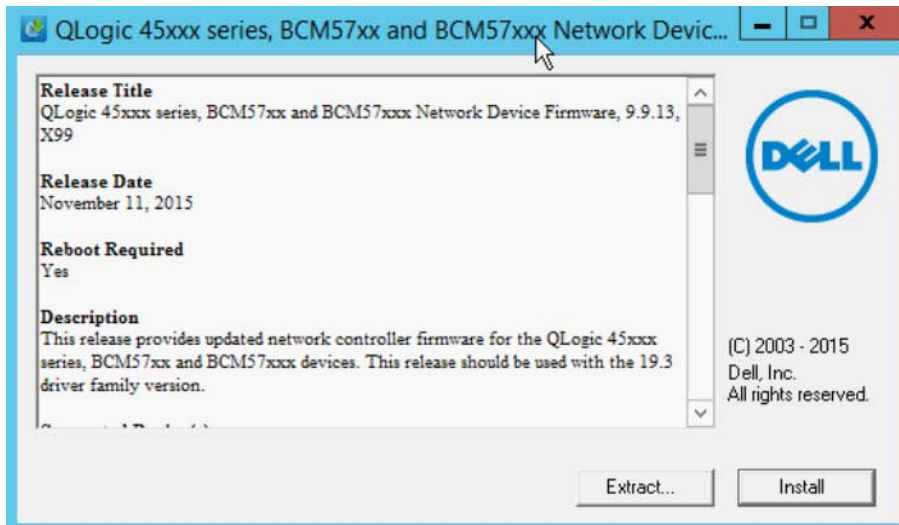 QLogic 45xxx series, BCM57xx and BCM57xxx Network Devic...
Release Title
QLogic 45xxx series, BCM57xx and BCM57xxx Network Device Firmware, 9.9.13,
X99
Release Date
November 11, 2015
Reboot Required
Yes
Description
This release provides updated network controller firmware for the QLogic 45xxx
series, BCM57xx and BCM57xxx devices. This release should be used with the 19.3
driver family version.
DELL
(C) 2003 - 2015
Dell, Inc.
All rights reserved.
Extract...
Install